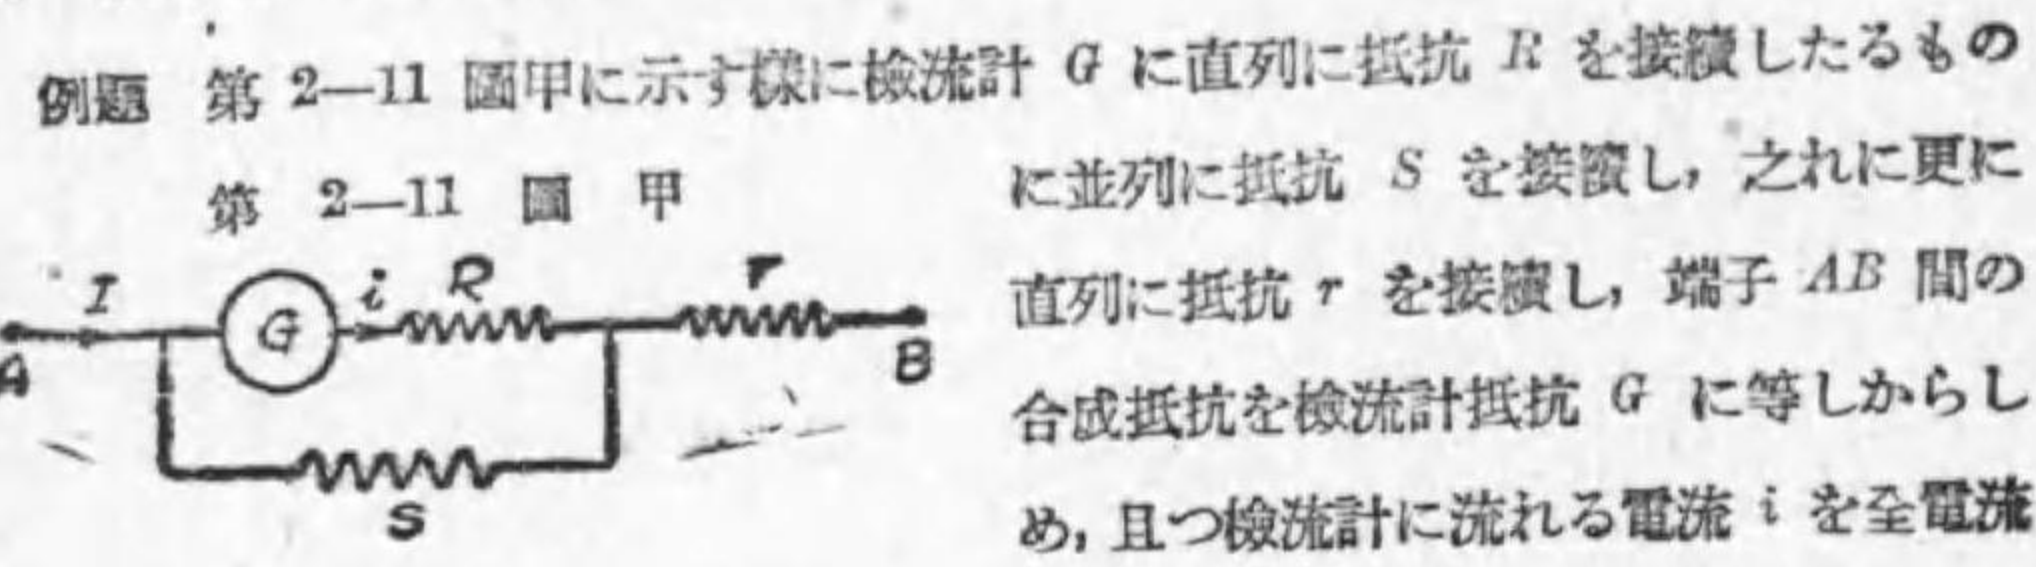 例題 第 2—11 圖甲に示す樣に檢流計 G に直列に抵抗 R を接續したるもの
に並列に抵抗 S を接續し, 之れに更に
直列に抵抗 r を接續し, 端子 AB 間の
合成抵抗を檢流計抵抗 G に等しからし
め, 且つ檢流計に流れる電流 i を全電流
第 2—11 圖 甲
I G i R r
A B
S